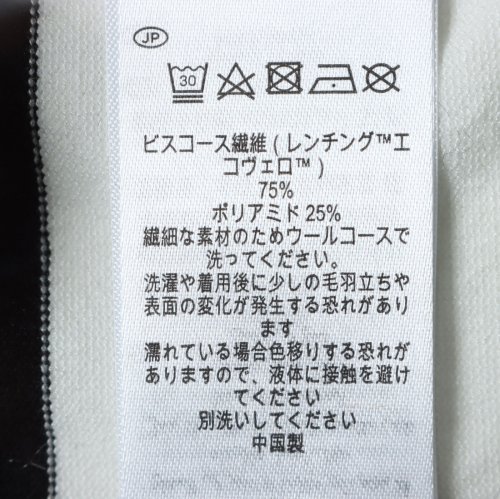 JP
30
ビスコース繊維 ( レンチング™エ
コヴェロ™ )
75%
ポリアミド 25%
繊細な素材のためウールコースで
洗ってください。
洗濯や着用後に少しの毛羽立ちや
表面の変化が発生する恐れがあり
ます
濡れている場合色移りする恐れが
ありますので、液体に接触を避け
てください
別洗いしてください
中国製